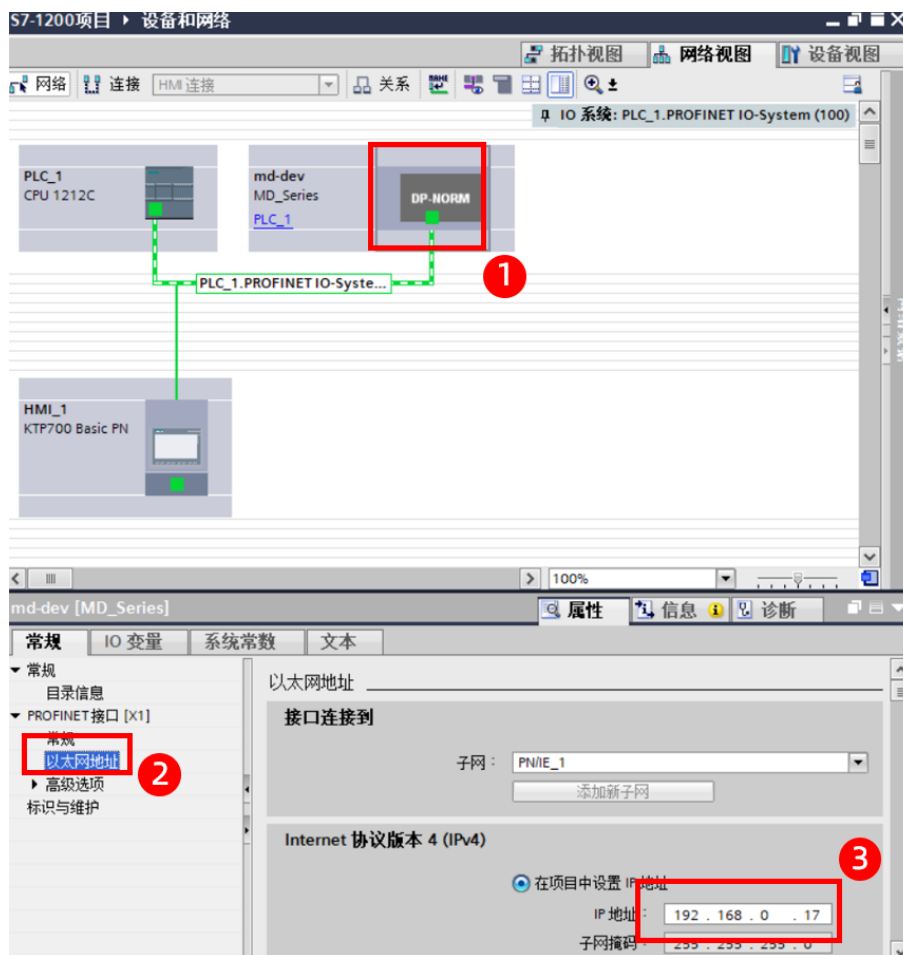 S7-1200项目 ▸ 设备和网络
拓扑视图 网络视图 设备视图
网络 连接 HMI 连接 关系
IO 系统: PLC_1.PROFINET IO-System (100)
PLC_1
CPU 1212C
md-dev
MD_Series
PLC_1
DP-NORM
1
PLC_1.PROFINET IO-Syste...
HMI_1
KTP700 Basic PN
100%
md-dev [MD_Series]
属性 信息 诊断
常规 IO 变量 系统常数 文本
常规
目录信息
PROFINET接口 [X1]
常规
以太网地址
2
高级选项
标识与维护
以太网地址
接口连接到
子网: PN/IE_1
添加新子网
Internet 协议版本 4 (IPv4)
3
在项目中设置 IP 地址
IP 地址: 192 . 168 . 0 . 17
子网掩码: 255 . 255 . 255 . 0